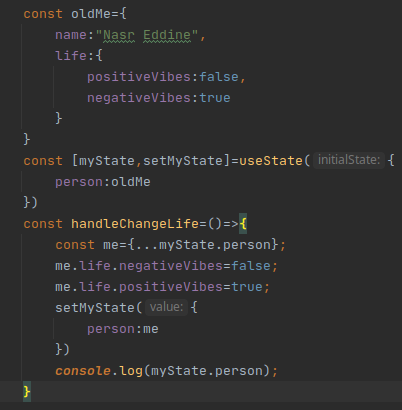 const oldMe={
    name:"Nasr Eddine",
    life:{
        positiveVibes:false,
        negativeVibes:true
    }
}
const [myState,setMyState]=useState( initialState: {
    person:oldMe
})
const handleChangeLife=()=>{
    const me={...myState.person};
    me.life.negativeVibes=false;
    me.life.positiveVibes=true;
    setMyState( value: {
        person:me
    })
    console.log(myState.person);
}